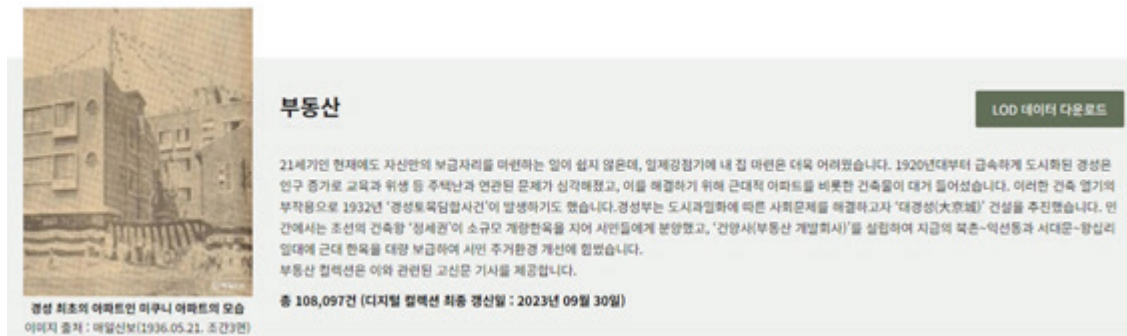 부동산
LOD 데이터 다운로드
21세기인 현재에도 자신만의 보금자리를 마련하는 일이 쉽지 않은데, 일제강점기에 내 집 마련은 더욱 어려웠습니다. 1920년대부터 급속하게 도시화된 경성은
인구 증가로 교육과 위생 등 주택난과 연관된 문제가 심각해졌고, 이를 해결하기 위해 근대적 아파트를 비롯한 건축물이 대거 들어섰습니다. 이러한 건축 열기의
부작용으로 1932년 ‘경성토목담합사건’이 발생하기도 했습니다.경성부는 도시과밀화에 따른 사회문제를 해결하고자 ‘대경성(大京城)’ 건설을 추진했습니다. 민
간에서는 조선의 건축왕 ‘정세권’이 소규모 개량한옥을 지어 서민들에게 분양했고, ‘건양사(부동산 개발회사)’를 설립하여 지금의 북촌~익선동과 서대문~왕십리
일대에 근대 한옥을 대량 보급하여 서민 주거환경 개선에 힘썼습니다.
부동산 컬렉션은 이와 관련된 고신문 기사를 제공합니다.
총 108,097건 (디지털 컬렉션 최종 갱신일 : 2023년 09월 30일)
경성 최초의 아파트인 미쿠니 아파트의 모습
이미지 출처 : 매일신보(1936.05.21. 조간3면)